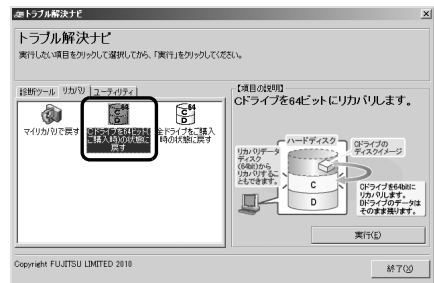 トラブル解決ナビ
トラブル解決ナビ
実行したい項目をクリックして選択してから、「実行」をクリックしてください。
診断ツール リカバリ ユーティリティ
マイリカバリで戻す
Cドライブを64ビット(ご購入時)の状態に戻す
全ドライブをご購入時の状態に戻す
【項目の説明】
Cドライブを64ビットにリカバリします。
ハードディスク
Cドライブの
ディスクイメージ
リカバリデータ
ディスク
(64bit)から
リカバリするこ
ともできます。
C
D
Cドライブを64bitに
リカバリします。
Dドライブのデータは
そのまま残ります。
実行(E)
Copyright FUJITSU LIMITED 2010
終了(X)